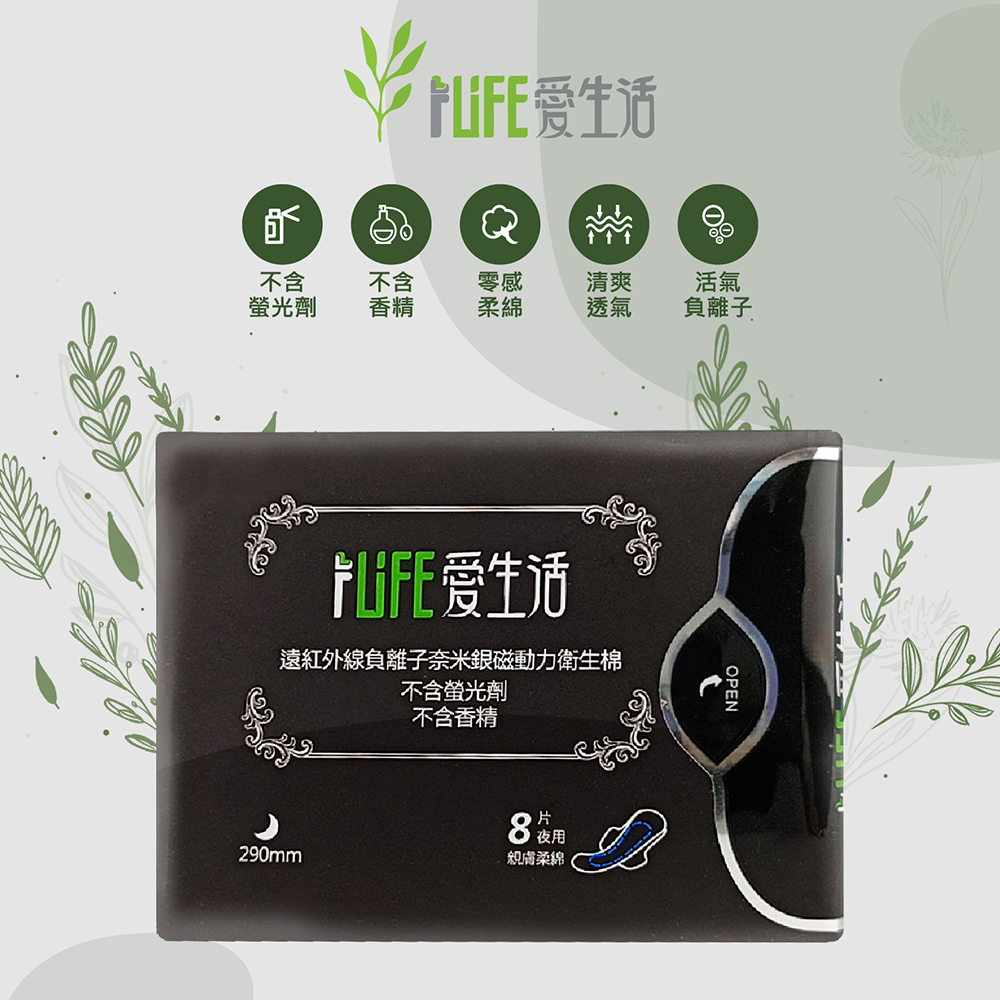 iLiFE愛生活
不含
螢光劑
不含
香精
零感
柔綿
清爽
透氣
活氣
負離子
iLiFE愛生活
遠紅外線負離子奈米銀磁動力衛生棉
不含螢光劑
不含香精
OPEN
290mm
8片
夜用
親膚柔綿